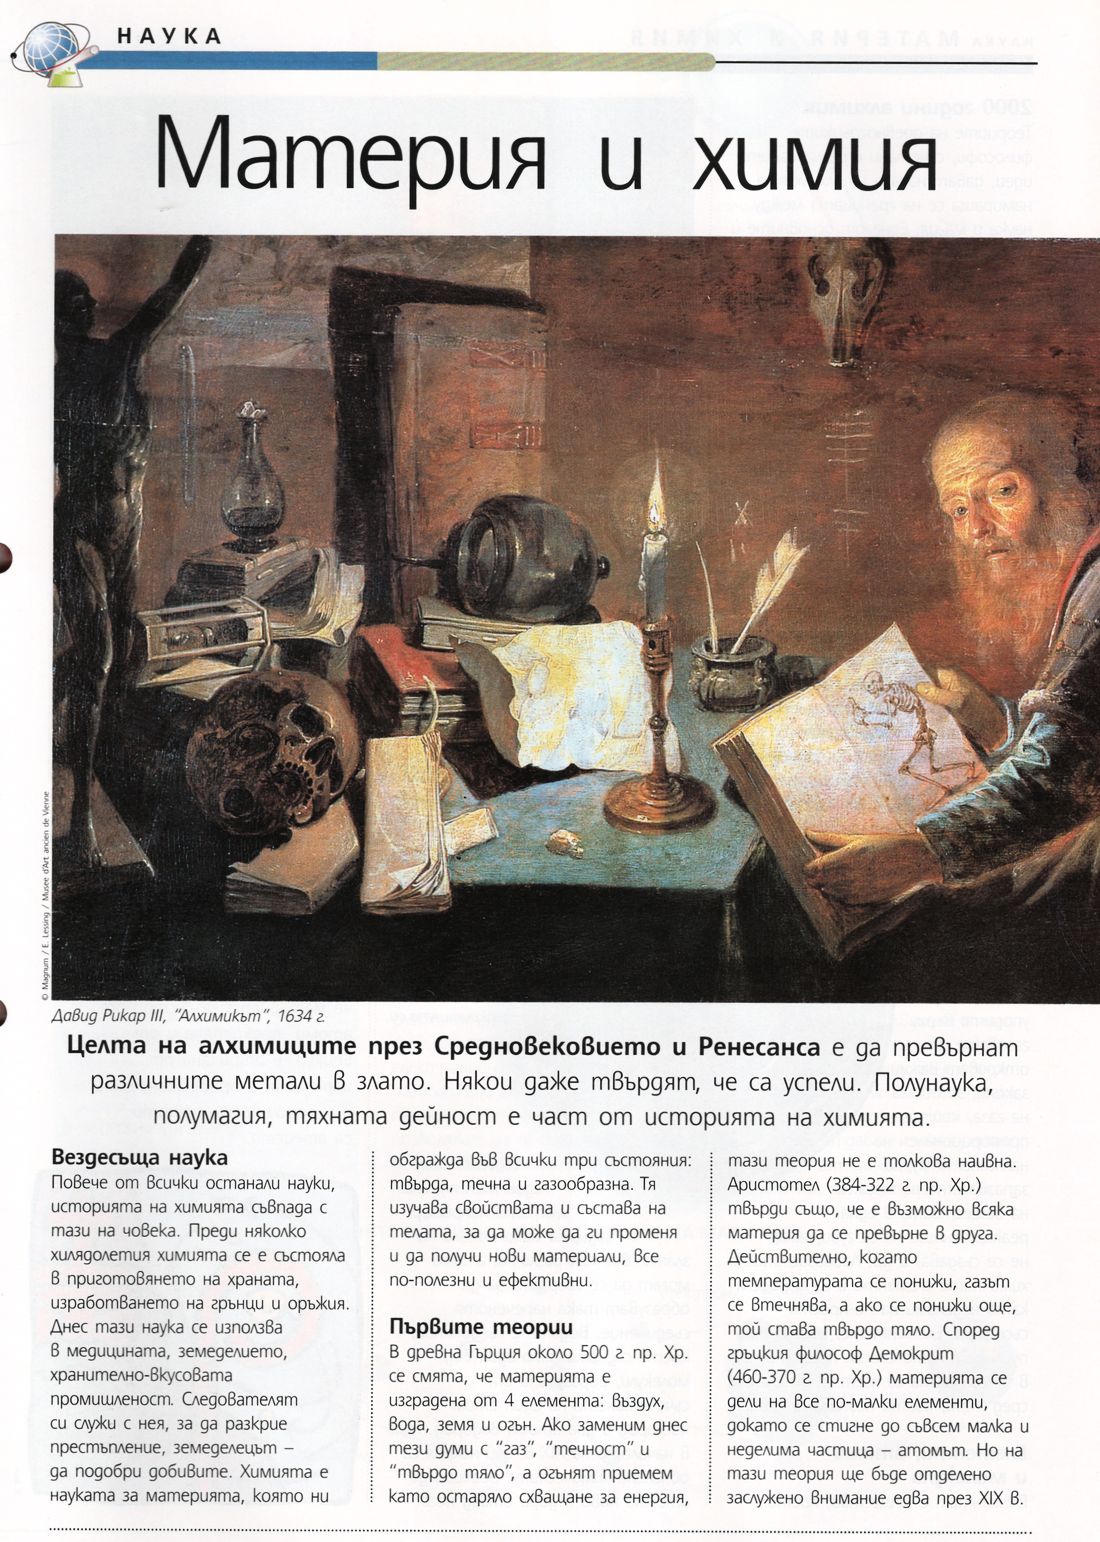 НАУКА
Материя и химия
© Magnum / E. Lessing / Musee d'Art ancien de Vienne
Давид Рикар III, "Алхимикът", 1634 г.
Целта на алхимиците през Средновековието и Ренесанса е да превърнат
различните метали в злато. Някои даже твърдят, че са успели. Полунаука,
полумагия, тяхната дейност е част от историята на химията.
Вездесъща наука
Повече от всички останали науки,
историята на химията съвпада с
тази на човека. Преди няколко
хилядолетия химията се е състояла
в приготовянето на храната,
изработването на грънци и оръжия.
Днес тази наука се използва
в медицината, земеделието,
хранително-вкусовата
промишленост. Следователят
си служи с нея, за да разкрие
престъпление, земеделецът –
да подобри добивите. Химията е
науката за материята, която ни
обгражда във всички три състояния:
твърда, течна и газообразна. Тя
изучава свойствата и състава на
телата, за да може да ги променя
и да получи нови материали, все
по-полезни и ефективни.
Първите теории
В древна Гърция около 500 г. пр. Хр.
се смята, че материята е
изградена от 4 елемента: въздух,
вода, земя и огън. Ако заменим днес
тези думи с "газ", "течност" и
"твърдо тяло", а огънят приемем
като остаряло схващане за енергия,
тази теория не е толкова наивна.
Аристотел (384-322 г. пр. Хр.)
твърди също, че е възможно всяка
материя да се превърне в друга.
Действително, когато
температурата се понижи, газът
се втечнява, а ако се понижи още,
той става твърдо тяло. Според
гръцкия философ Демокрит
(460-370 г. пр. Хр.) материята се
дели на все по-малки елементи,
докато се стигне до съвсем малка и
неделима частица – атомът. Но на
тази теория ще бъде отделено
заслужено внимание едва през XIX в.